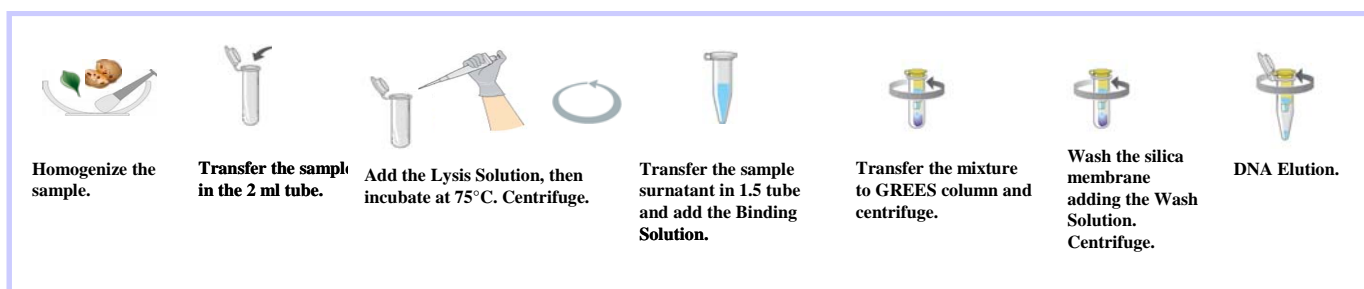 Homogenize the
sample.
Transfer the sample
in the 2 ml tube.
Add the Lysis Solution, then
incubate at 75°C. Centrifuge.
Transfer the sample
surnatant in 1.5 tube
and add the Binding
Solution.
Transfer the mixture
to GREES column and
centrifuge.
Wash the silica
membrane
adding the Wash
Solution.
Centrifuge.
DNA Elution.